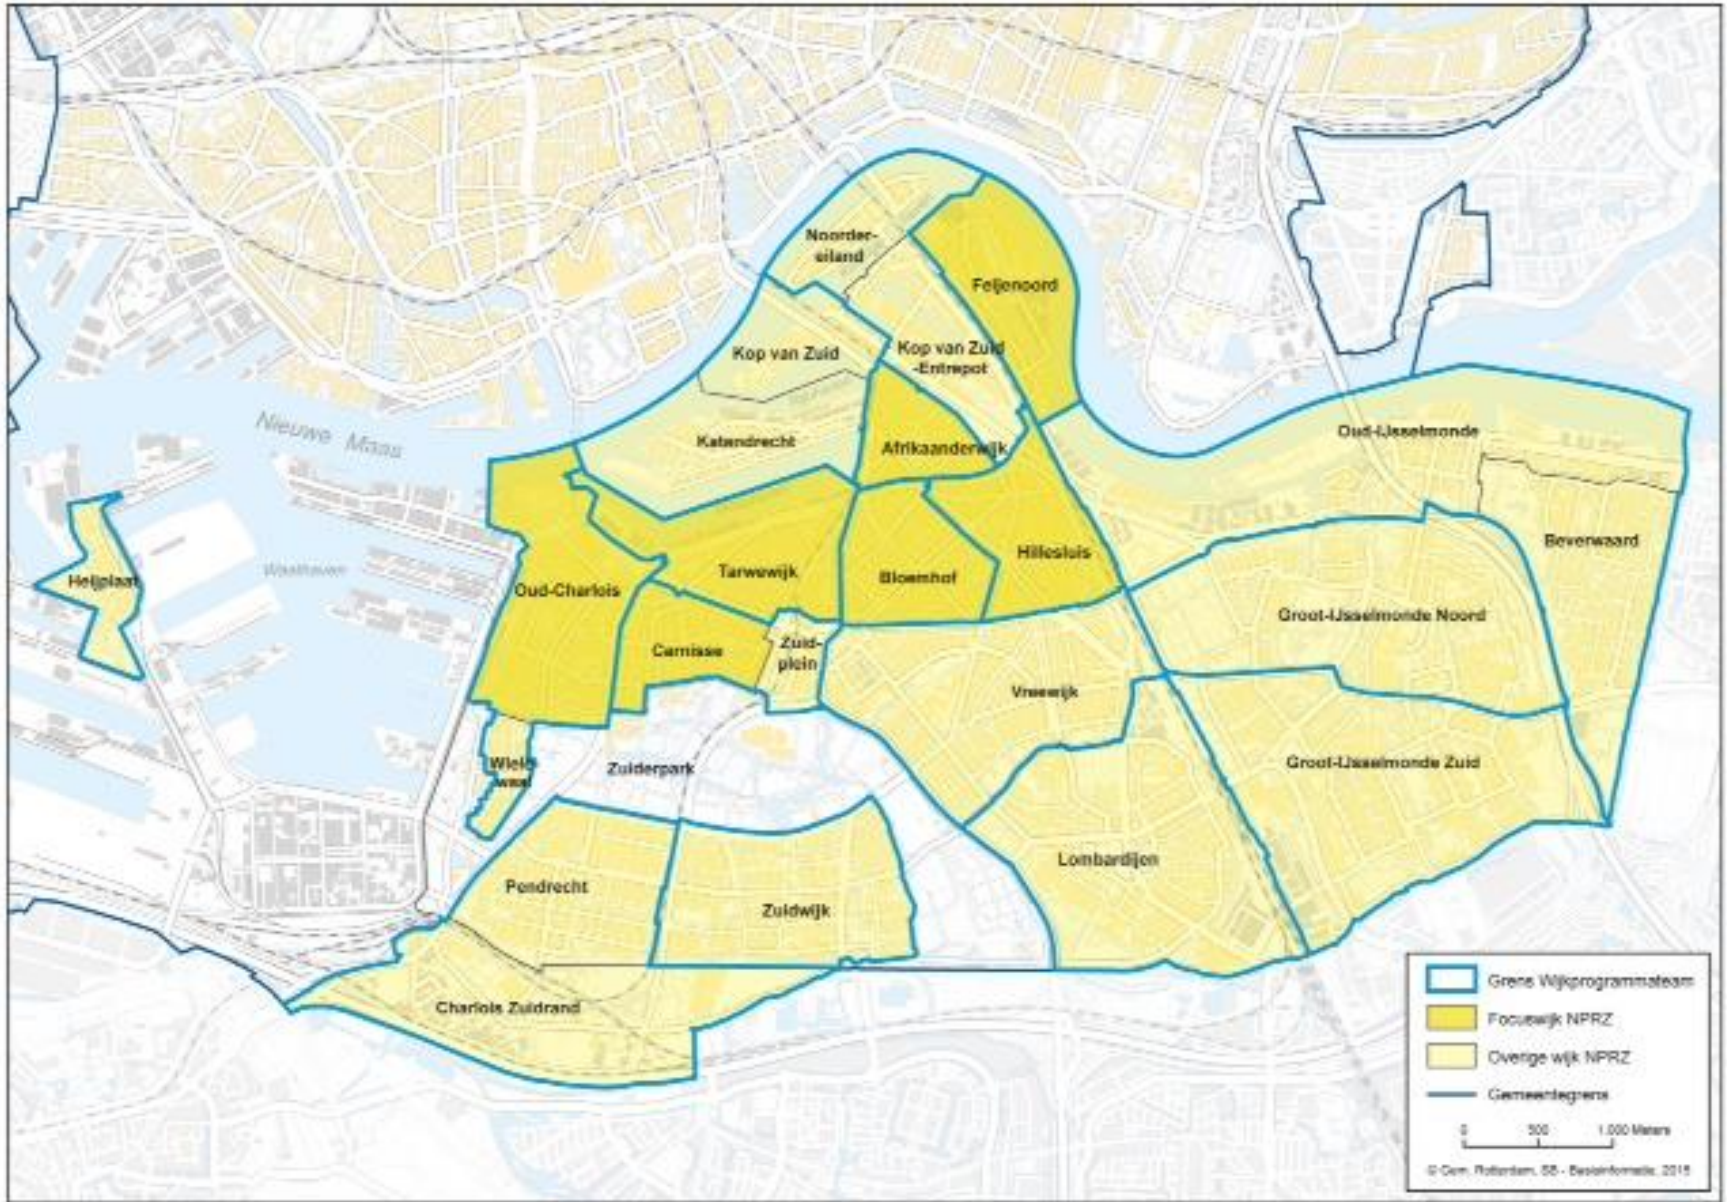 Noorder-
eiland
Feijenoord
Kop van Zuid
Kop van Zuid
-Entrepot
Nieuwe Maas
Katendrecht
Afrikaanderwijk
Oud-IJsselmonde
Beverwaard
Heijplaat
Waalhaven
Oud-Charlois
Tarwewijk
Bloemhof
Hillesluis
Groot-IJsselmonde Noord
Carnisse
Zuid-
plein
Vreewijk
Wiele
waal
Zuiderpark
Groot-IJsselmonde Zuid
Lombardijen
Pendrecht
Zuidwijk
Charlois Zuidrand
Grens Wijkprogrammateam
Focuswijk NPRZ
Overige wijk NPRZ
Gemeentegrens
0 500 1.000 Meters
© Gem. Rotterdam, SB - Basisinformatie, 2015